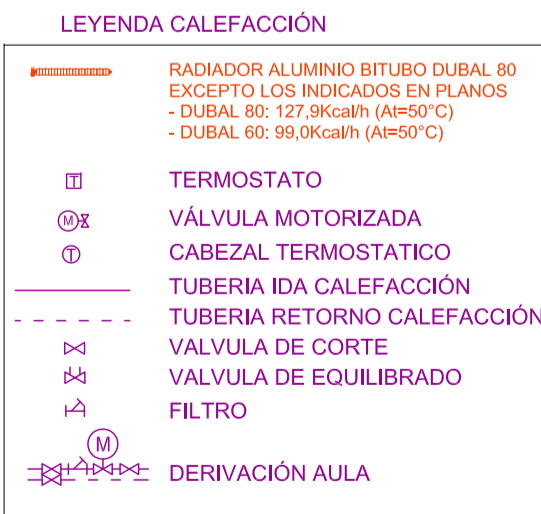 LEYENDA CALEFACCIÓN
RADIADOR ALUMINIO BITUBO DUBAL 80
EXCEPTO LOS INDICADOS EN PLANOS
- DUBAL 80: 127,9Kcal/h (At=50°C)
- DUBAL 60: 99,0Kcal/h (At=50°C)
T TERMOSTATO
M VÁLVULA MOTORIZADA
T CABEZAL TERMOSTATICO
TUBERIA IDA CALEFACCIÓN
TUBERIA RETORNO CALEFACCIÓN
VALVULA DE CORTE
VALVULA DE EQUILIBRADO
FILTRO
M
DERIVACIÓN AULA